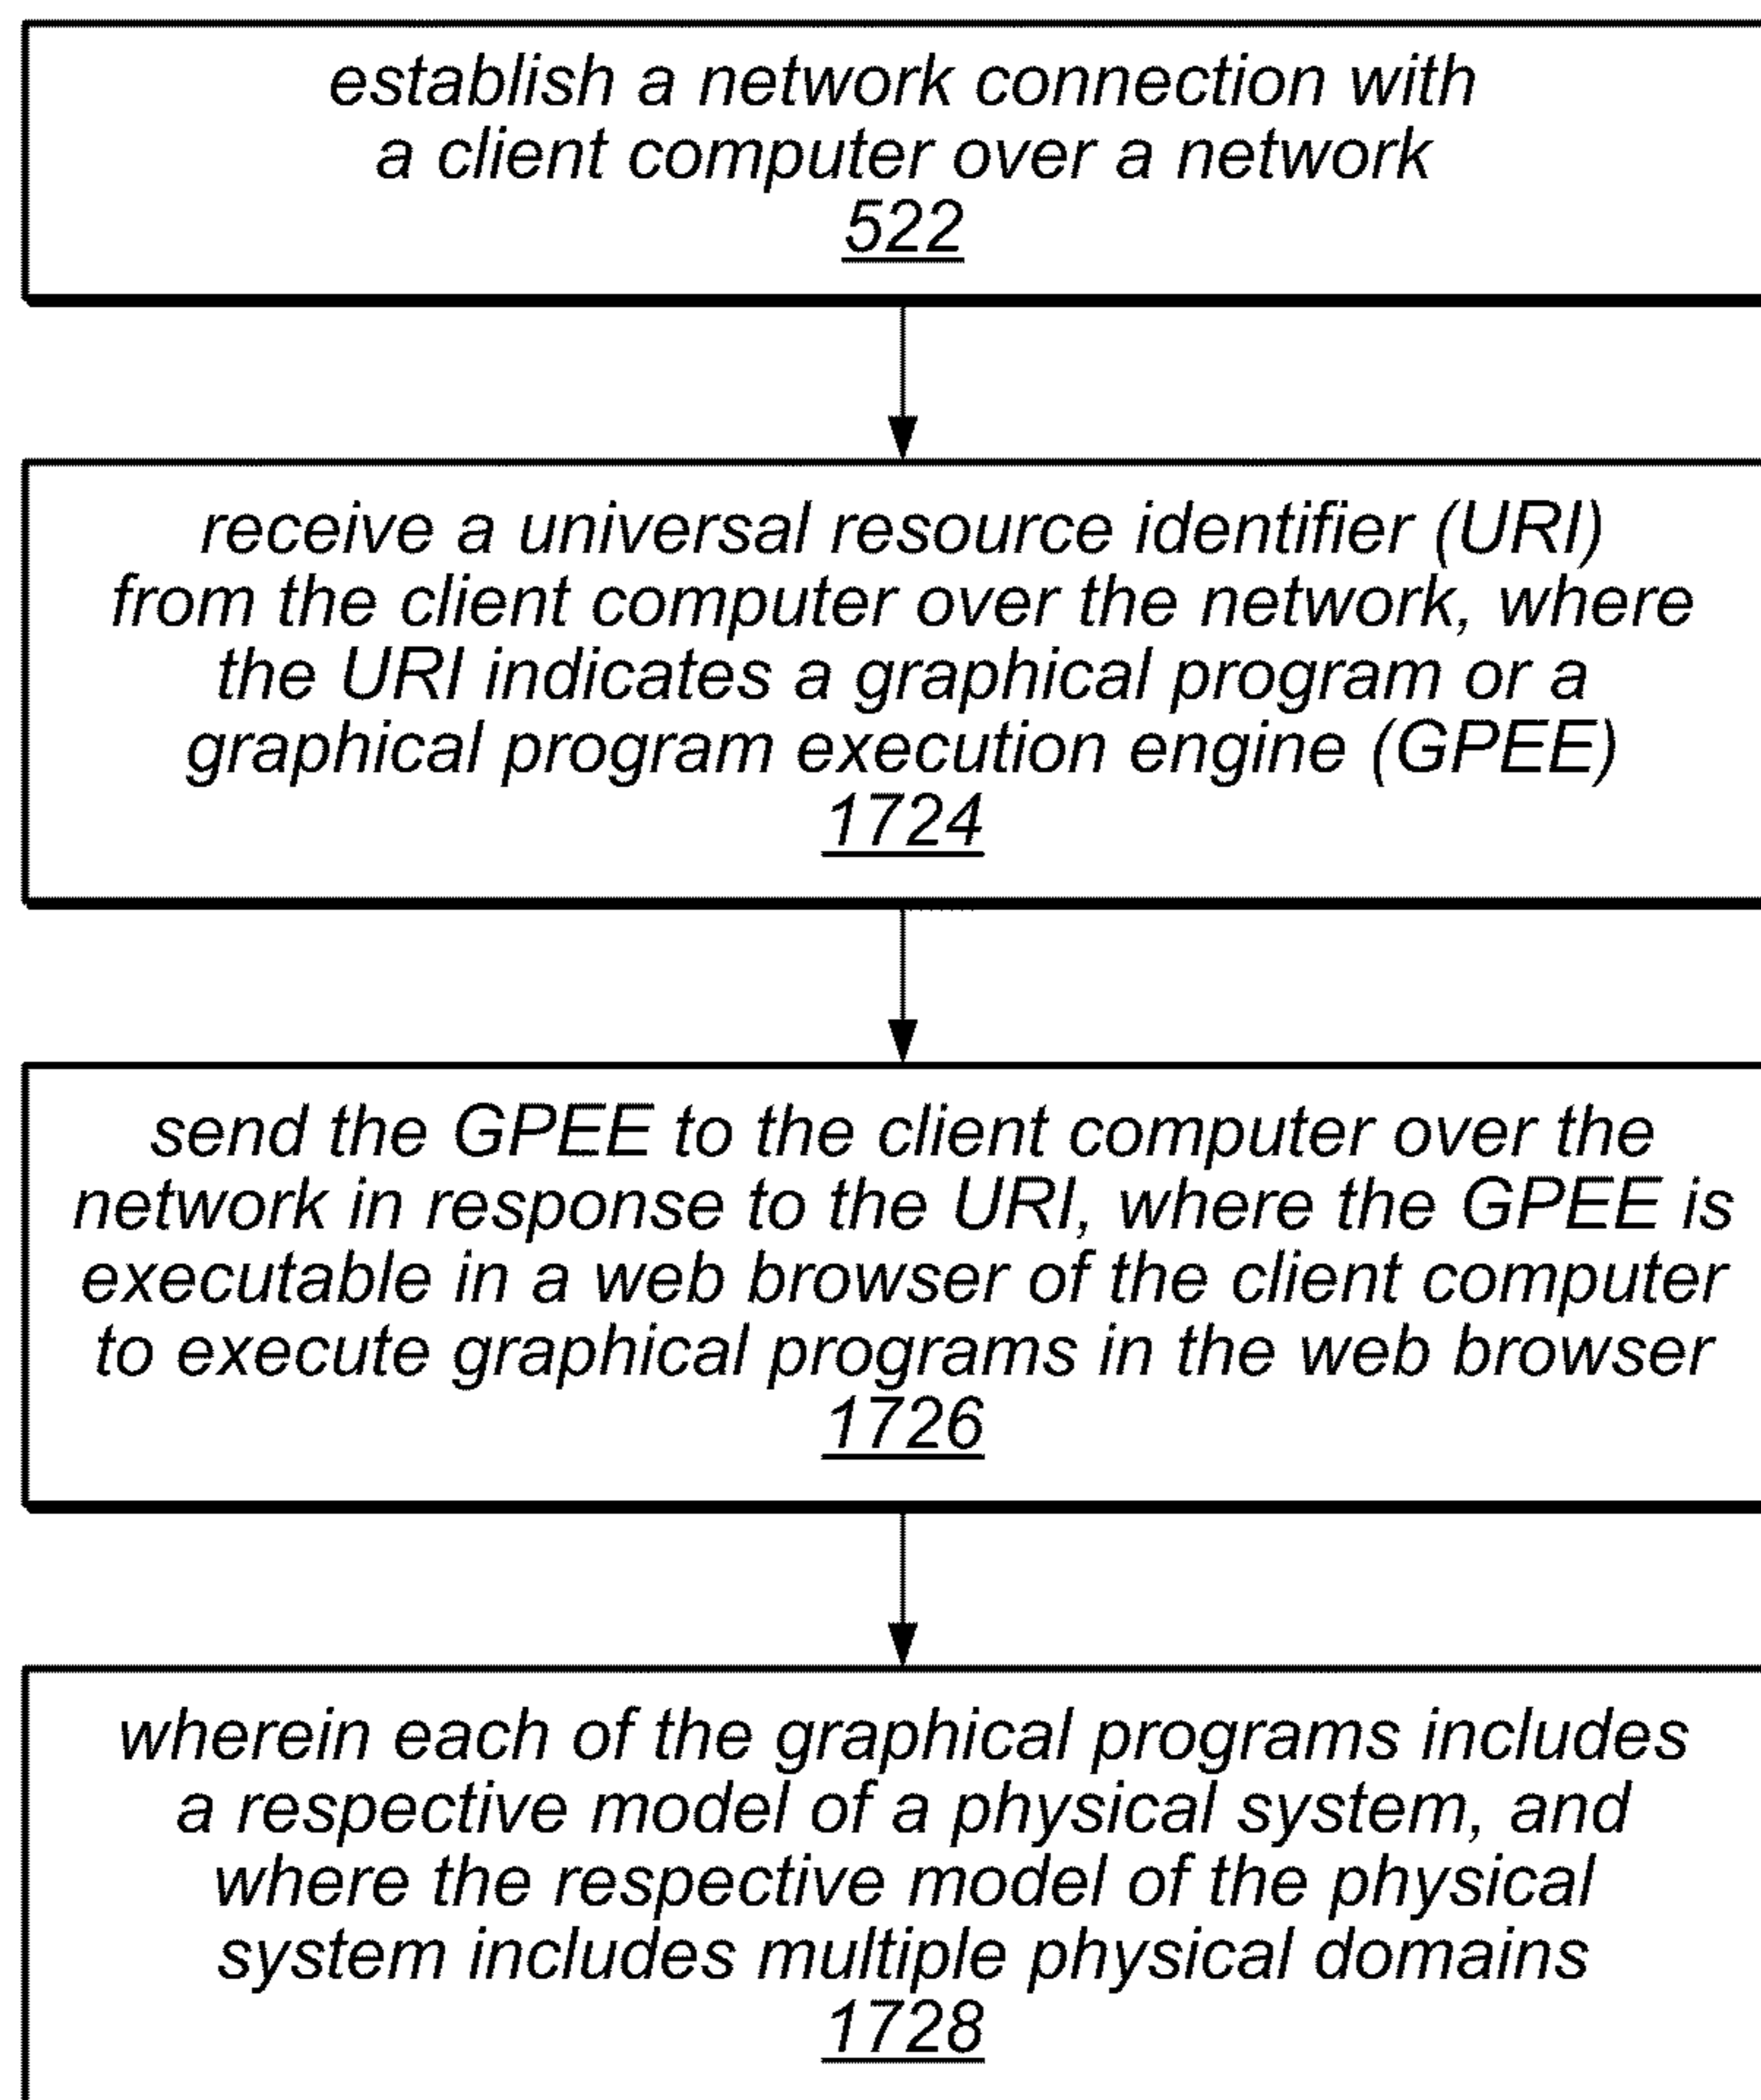 establish a network connection with
a client computer over a network
522
receive a universal resource identifier (URI)
from the client computer over the network, where
the URI indicates a graphical program or a
graphical program execution engine (GPEE)
1724
send the GPEE to the client computer over the
network in response to the URI, where the GPEE is
executable in a web browser of the client computer
to execute graphical programs in the web browser
1726
wherein each of the graphical programs includes
a respective model of a physical system, and
where the respective model of the physical
system includes multiple physical domains
1728